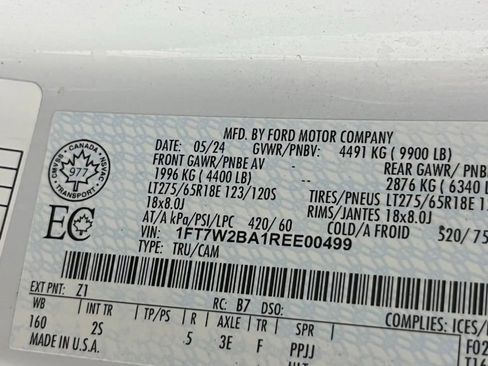 CANADA
977
NSVAC
NSVAC
EC
MFD. BY FORD MOTOR COMPANY
DATE: 05/24 GVWR/PNBV: 4491 KG ( 9900 LB)
FRONT GAWR/PNBE AV REAR GAWR/ PNB
1996 KG ( 4400 LB) 2876 KG ( 6340 L
LT275/65R18E 123/120S TIRES/PNEUS LT275/65R18E
18x8.0J RIMS/JANTES 18x8.0J
AT/A kPa/PSI/LPC 420/60 COLD/A FROID 520/75
VIN: 1FT7W2BA1REE00499
TYPE: TRU/CAM
EXT PNT: Z1 RC: B7 DSO:
WB INT TR TP/PS R AXLE TR SPR COMPLIES: ICES/
160 2S 5 3E F PPJJ F02
MADE IN U.S.A. T16